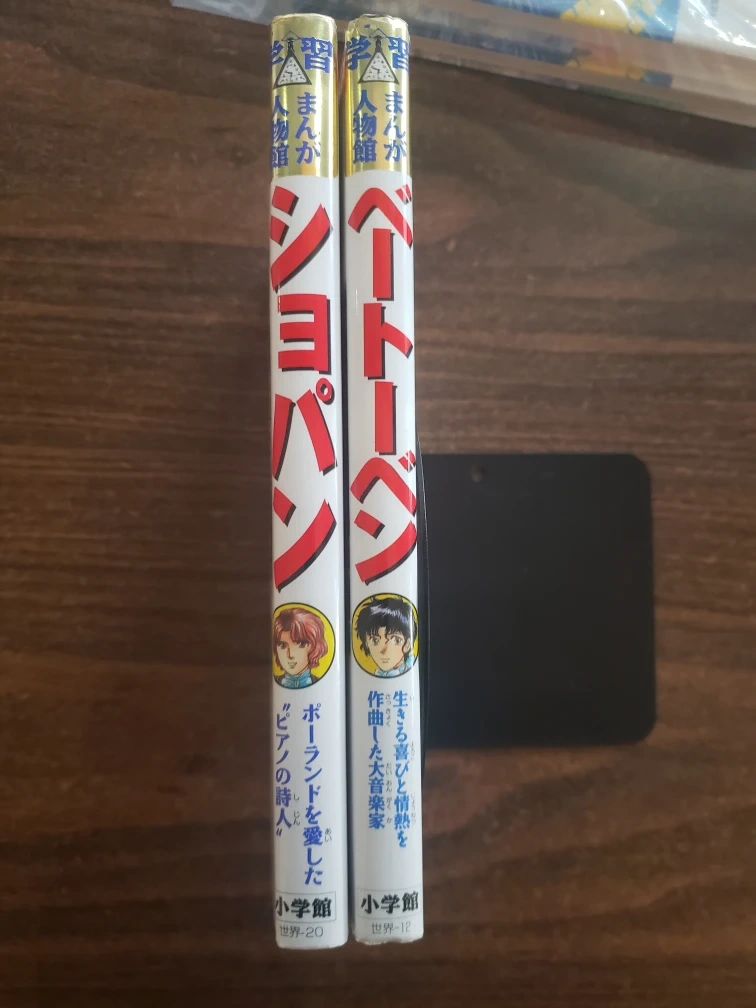 学習
まんが
人物館
ショパン
ポーランドを愛した
“ピアノの詩人”
小学館
世界-20
学習
まんが
人物館
ベートーベン
生きる喜びと情熱を
作曲した大音楽家
小学館
世界-12